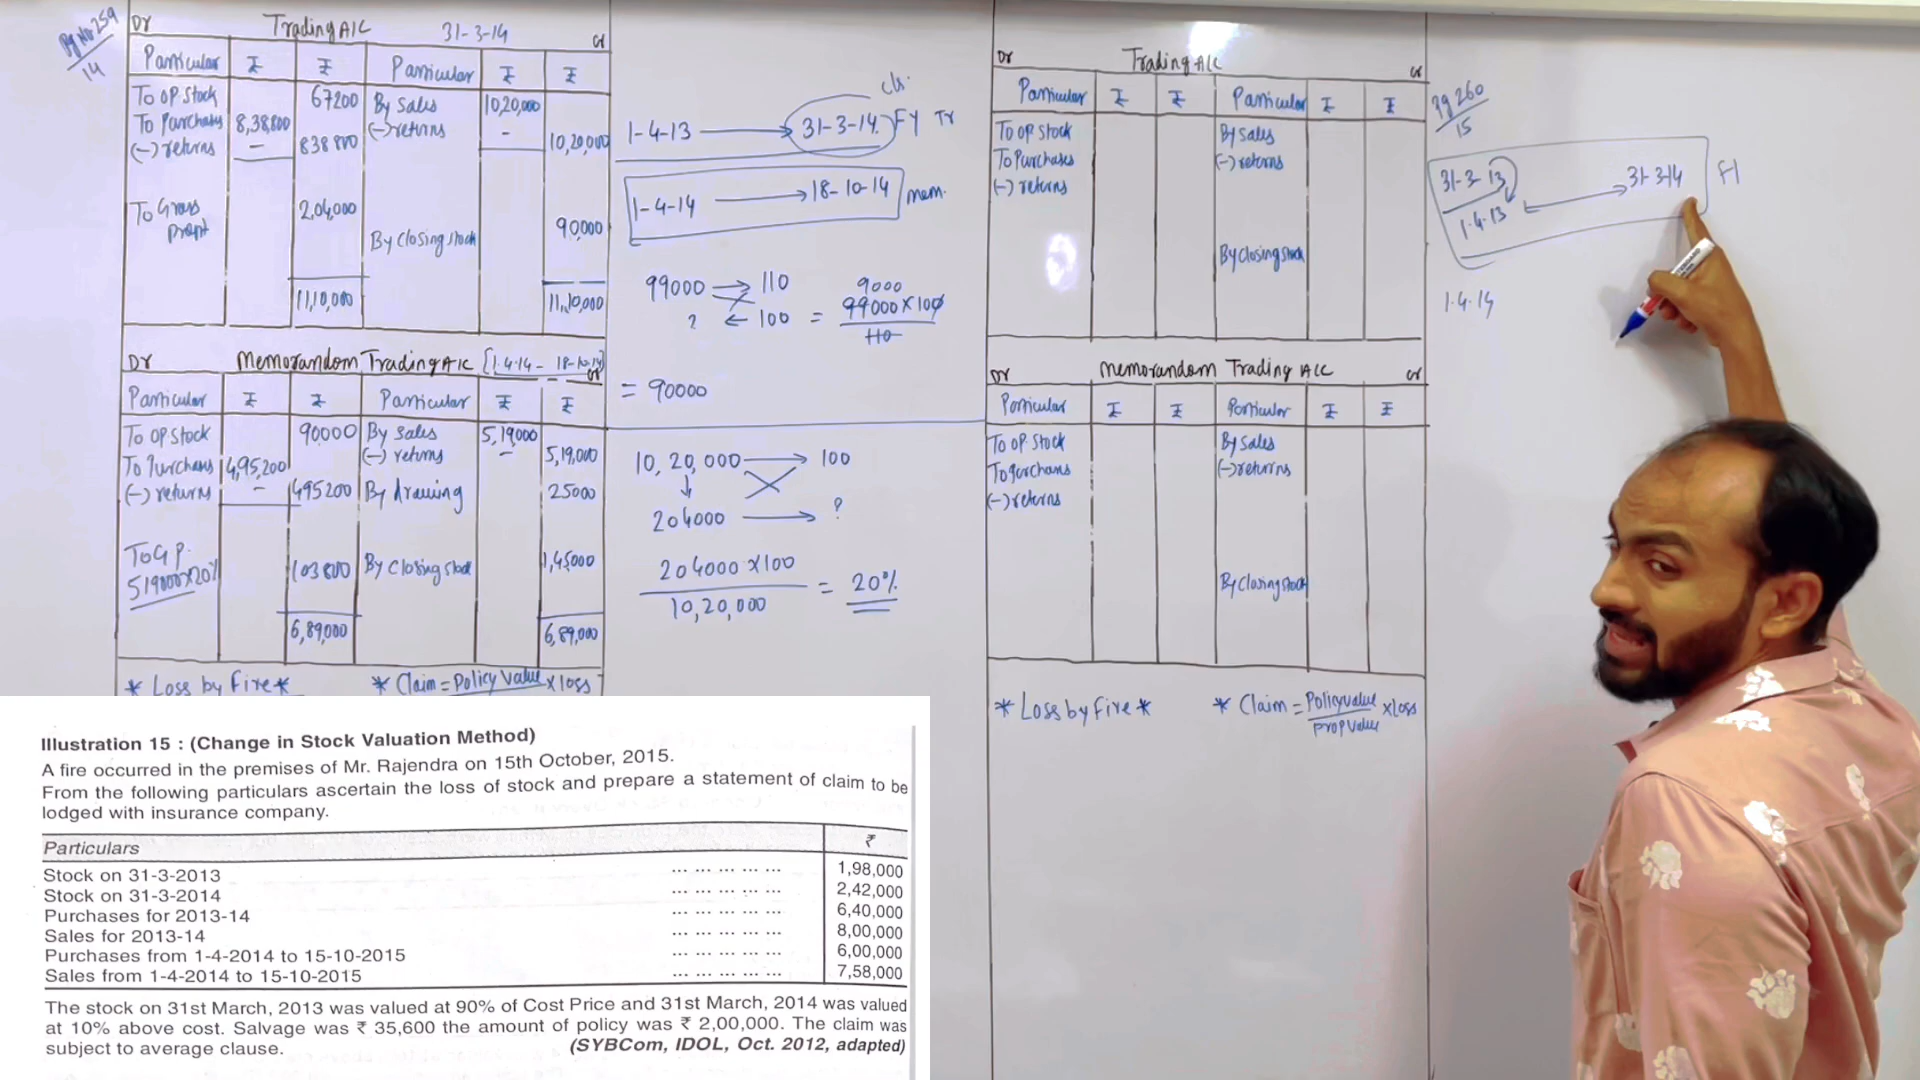 Pg No 259
14
Dr Trading A/C 31-3-14 cr
Particular ₹ ₹ Particular ₹ ₹
To OP Stock 67200 By Sales 10,20,000
To Purchases 8,38,800 (-) returns -
(-) returns - 838800 10,20,000
To Gross Profit 2,04,000
By Closing stock 90,000
11,10,000 11,10,000
Dr Memorandom Trading A/C [1.4.14 - 18-10-14] cr
Particular ₹ ₹ Particular ₹ ₹
To OP Stock 90000 By Sales 5,19000
To Purchases 4,95,200 (-) returns - 5,19,000
(-) returns - 495200 By drawing 25000
To G P. 103800 By Closing stock 1,45000
519000x20%
6,89,000 6,89,000
* Loss by Fire * * Claim = Policy Value x loss
1-4-13 31-3-14. FY Tr
1-4-14 18-10-14 mem.
99000 110 9000
? 100 = 99000x100
110
= 90000
10,20,000 100
204000 ?
204000 x100
10,20,000 = 20%
Dr Trading A/C cr
Particular ₹ ₹ Particular ₹ ₹
To OP Stock By Sales
To Purchases (-) returns
(-) returns
By Closing stock
Dr Memorandom Trading A/C cr
Particular ₹ ₹ Particular ₹ ₹
To OP. Stock By Sales
To Purchases (-) returns
(-) returns
By Closing stock
* Loss by Fire * * Claim = Policy value x Loss
prop value
Pg 260
15
31-3-13 31-3-14
1.4.13
1.4.14
Illustration 15 : (Change in Stock Valuation Method)
A fire occurred in the premises of Mr. Rajendra on 15th October, 2015.
From the following particulars ascertain the loss of stock and prepare a statement of claim to be
lodged with insurance company.
Particulars ₹
Stock on 31-3-2013 ... ... ... ... ... 1,98,000
Stock on 31-3-2014 ... ... ... ... ... 2,42,000
Purchases for 2013-14 ... ... ... ... ... 6,40,000
Sales for 2013-14 ... ... ... ... ... 8,00,000
Purchases from 1-4-2014 to 15-10-2015 ... ... ... ... ... 6,00,000
Sales from 1-4-2014 to 15-10-2015 ... ... ... ... ... 7,58,000
The stock on 31st March, 2013 was valued at 90% of Cost Price and 31st March, 2014 was valued
at 10% above cost. Salvage was ₹ 35,600 the amount of policy was ₹ 2,00,000. The claim was
subject to average clause. (SYBCom, IDOL, Oct. 2012, adapted)